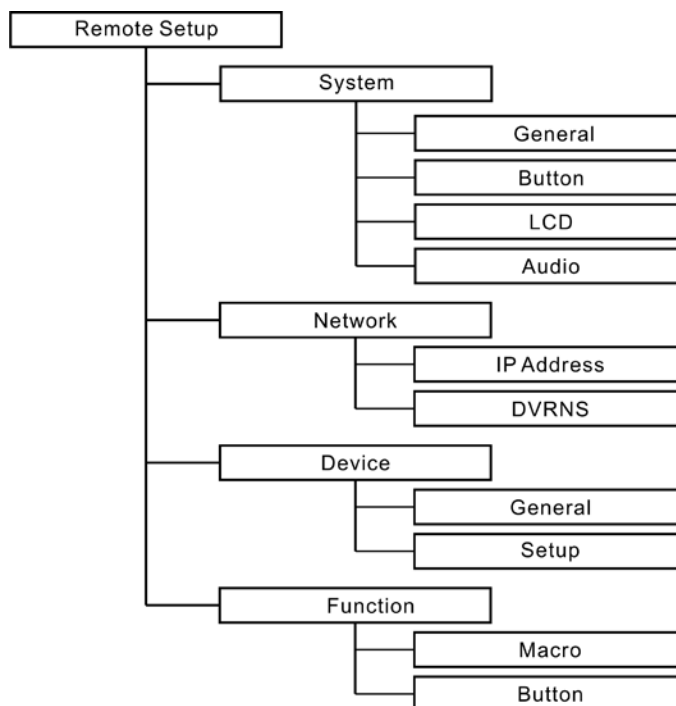 Remote Setup
System
General
Button
LCD
Audio
Network
IP Address
DVRNS
Device
General
Setup
Function
Macro
Button